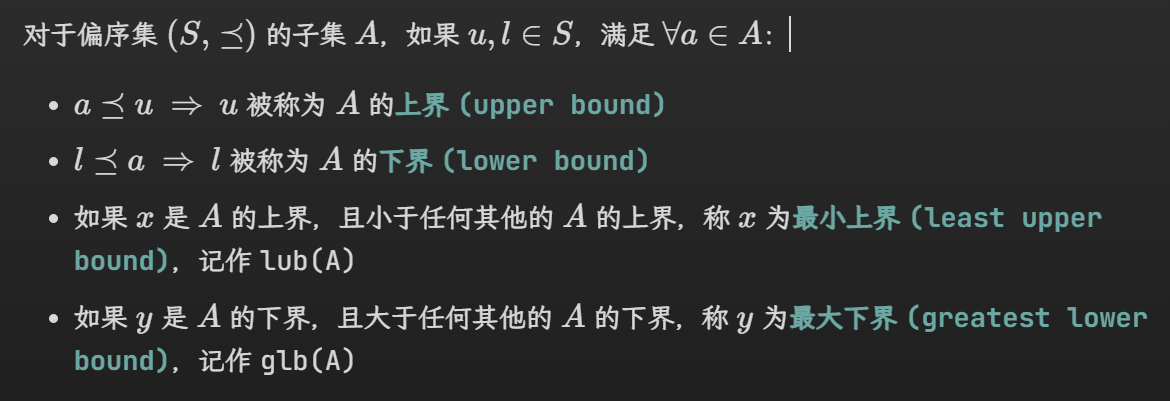 对于偏序集 (S, ⪯) 的子集 A，如果 u, l ∈ S，满足 ∀a ∈ A:
• a ⪯ u ⇒ u 被称为 A 的上界 (upper bound)
• l ⪯ a ⇒ l 被称为 A 的下界 (lower bound)
• 如果 x 是 A 的上界，且小于任何其他的 A 的上界，称 x 为最小上界 (least upper
bound)，记作 lub(A)
• 如果 y 是 A 的下界，且大于任何其他的 A 的下界，称 y 为最大下界 (greatest lower
bound)，记作 glb(A)